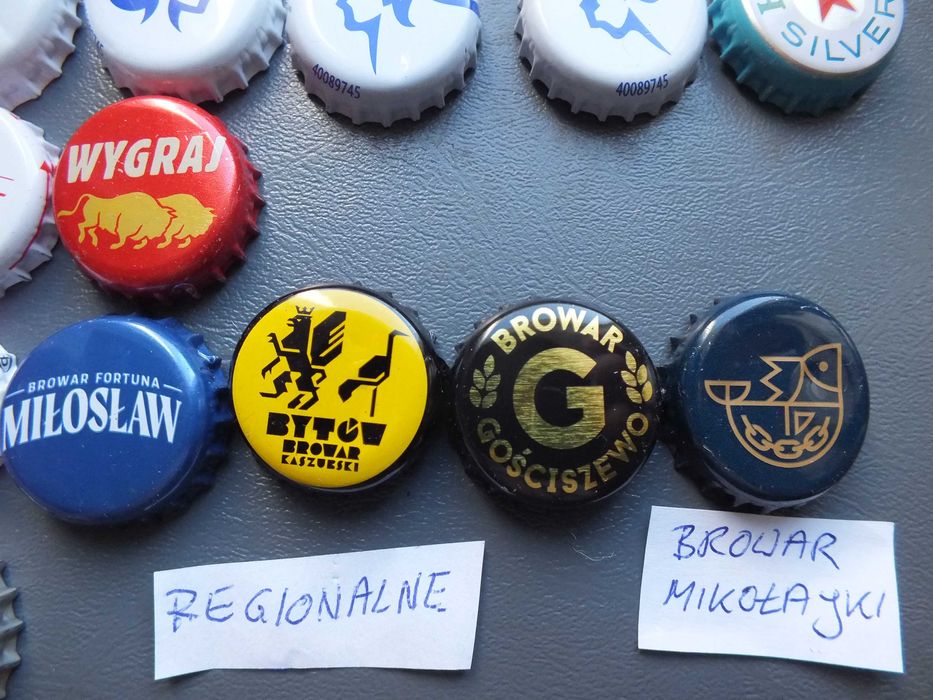 40089745
40089745
SILVER
WYGRAJ
BROWAR FORTUNA
MIŁOSŁAW
BYTÓW
BROWAR
KASZUBSKI
BROWAR
G
GOŚCISZEWO
REGIONALNE
BROWAR
MIKOŁAJKI